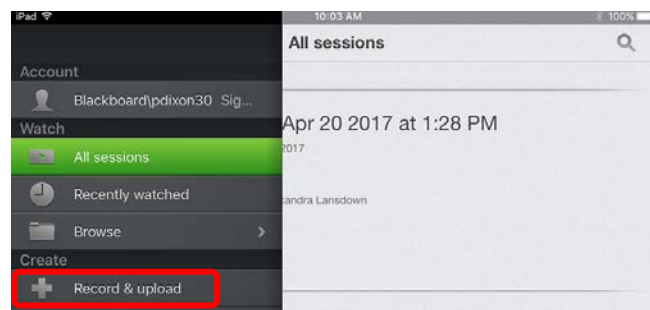 iPad 10:03 AM 100%
All sessions
Account
Blackboard\pdixon30 Sig...
Watch
Apr 20 2017 at 1:28 PM
All sessions
2017
Recently watched
Lansdown
Browse
Create
Record & upload